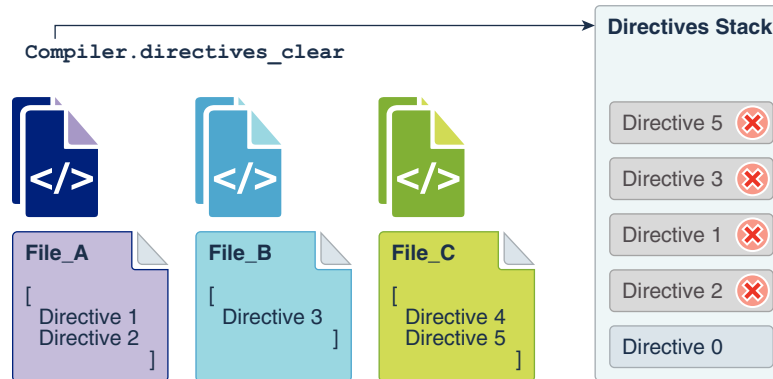 Compiler.directives_clear
Directives Stack
</>
</>
</>
File_A
[
Directive 1
Directive 2
]
File_B
[
Directive 3
]
File_C
[
Directive 4
Directive 5
]
Directive 5
Directive 3
Directive 1
Directive 2
Directive 0